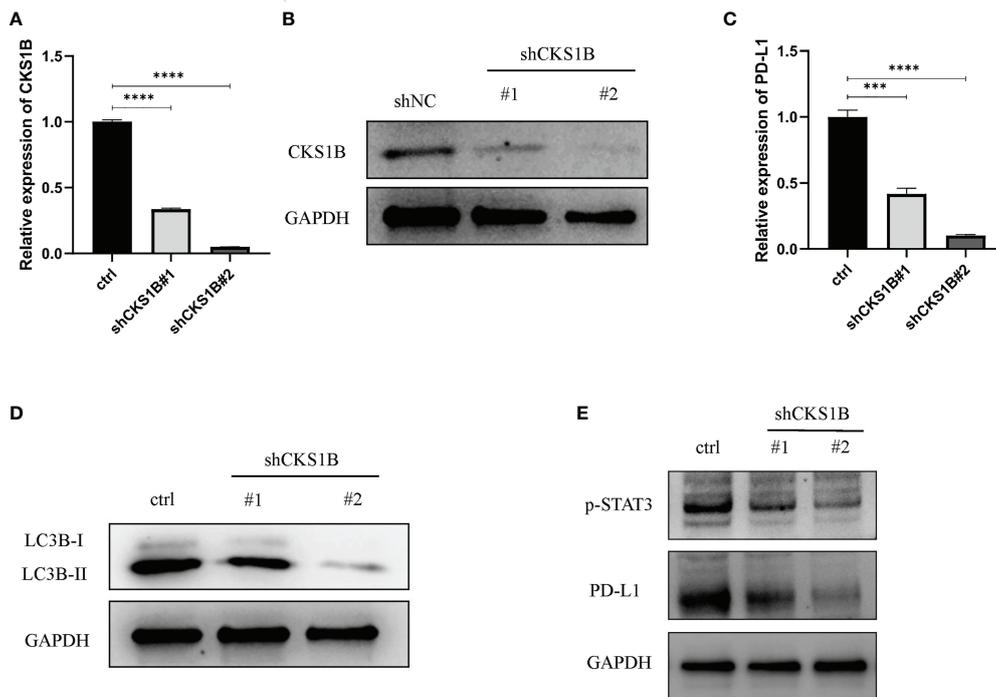 A
Relative expression of CKS1B
1.5
1.0
0.5
0.0
****
****
ctrl
shCKS1B#1
shCKS1B#2
B
shCKS1B
shNC
#1
#2
CKS1B
GAPDH
C
Relative expression of PD-L1
1.5
1.0
0.5
0.0
****
***
ctrl
shCKS1B#1
shCKS1B#2
D
shCKS1B
ctrl
#1
#2
LC3B-I
LC3B-II
GAPDH
E
shCKS1B
ctrl
#1
#2
p-STAT3
PD-L1
GAPDH